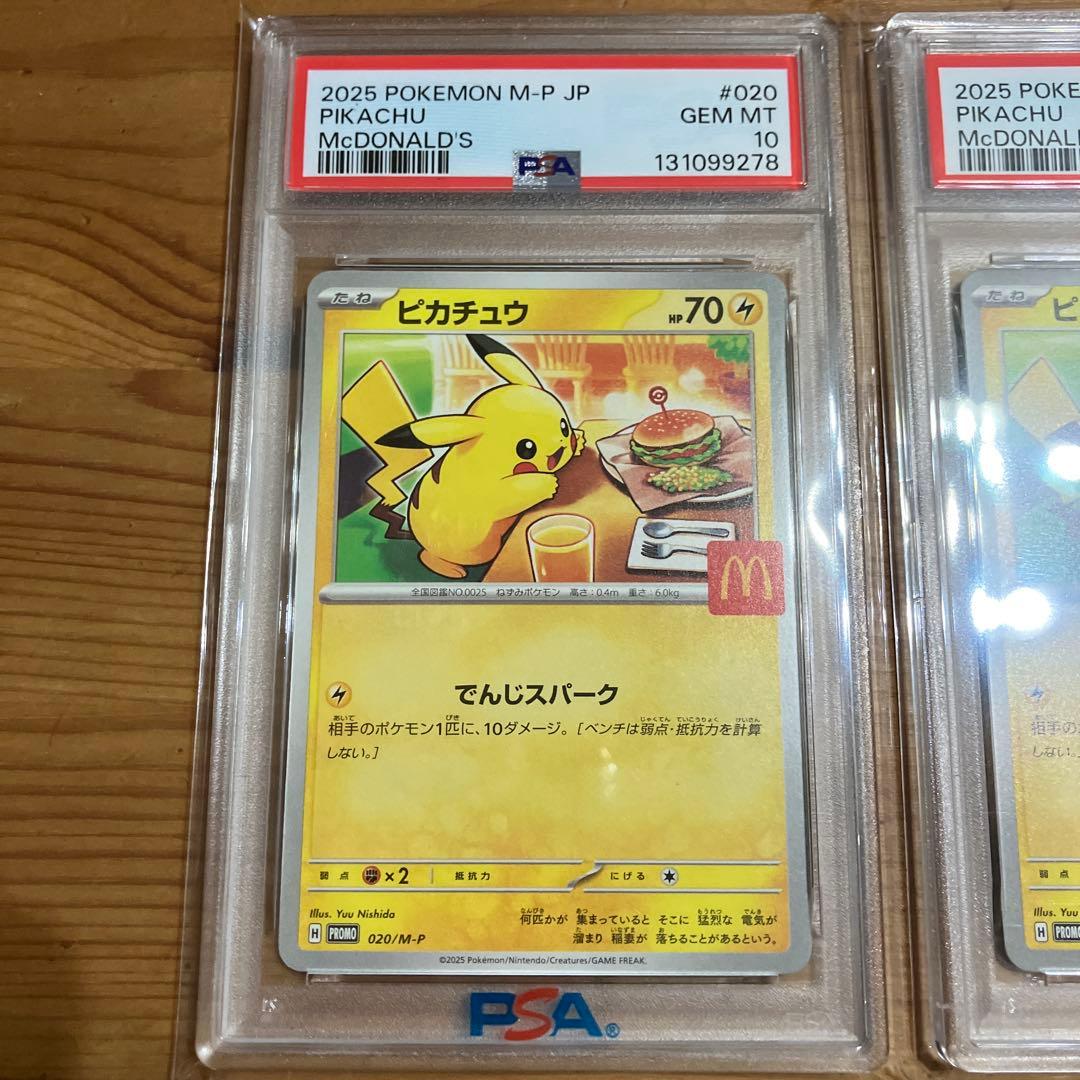 2025 POKEMON M-P JP #020
PIKACHU GEM MT
McDONALD'S 10
PSA 131099278
たね ピカチュウ HP70
全国図鑑NO.0025 ねずみポケモン 高さ:0.4m 重さ:6.0kg
でんじスパーク
相手のポケモン1匹に、10ダメージ。[ベンチは弱点・抵抗力を計算
しない。]
弱点 ×2 抵抗力 にげる
Illus. Yuu Nishida
何匹かが 集まっていると そこに 猛烈な 電気が
溜まり 稲妻が 落ちることがあるという。
H PROMO 020/M-P
©2025 Pokémon/Nintendo/Creatures/GAME FREAK.
PSA®
2025 POKE
PIKACHU
McDONAL
たね ピ
相手の
しない。]
弱点
Illus. Yuu N
H PROMO